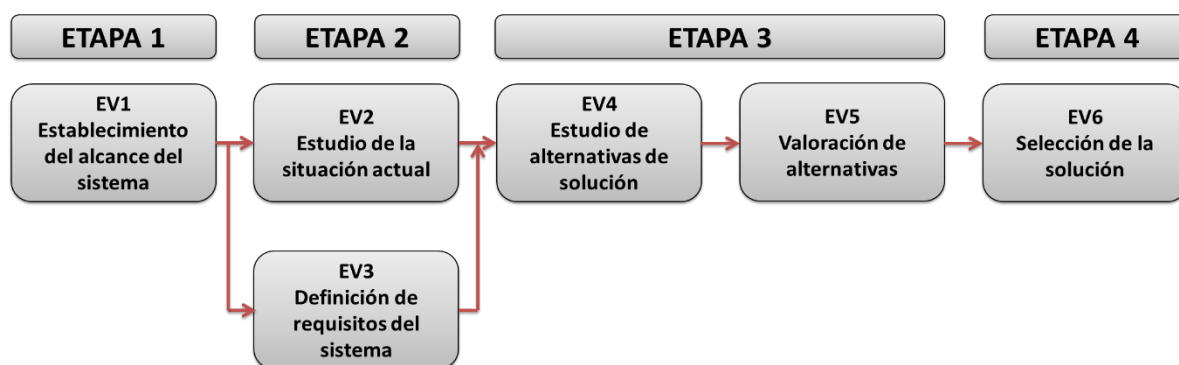 ETAPA 1
ETAPA 2
ETAPA 3
ETAPA 4
EV1
Establecimiento
del alcance del
sistema
EV2
Estudio de la
situación actual
EV4
Estudio de
alternativas de
solución
EV5
Valoración de
alternativas
EV6
Selección de la
solución
EV3
Definición de
requisitos del
sistema